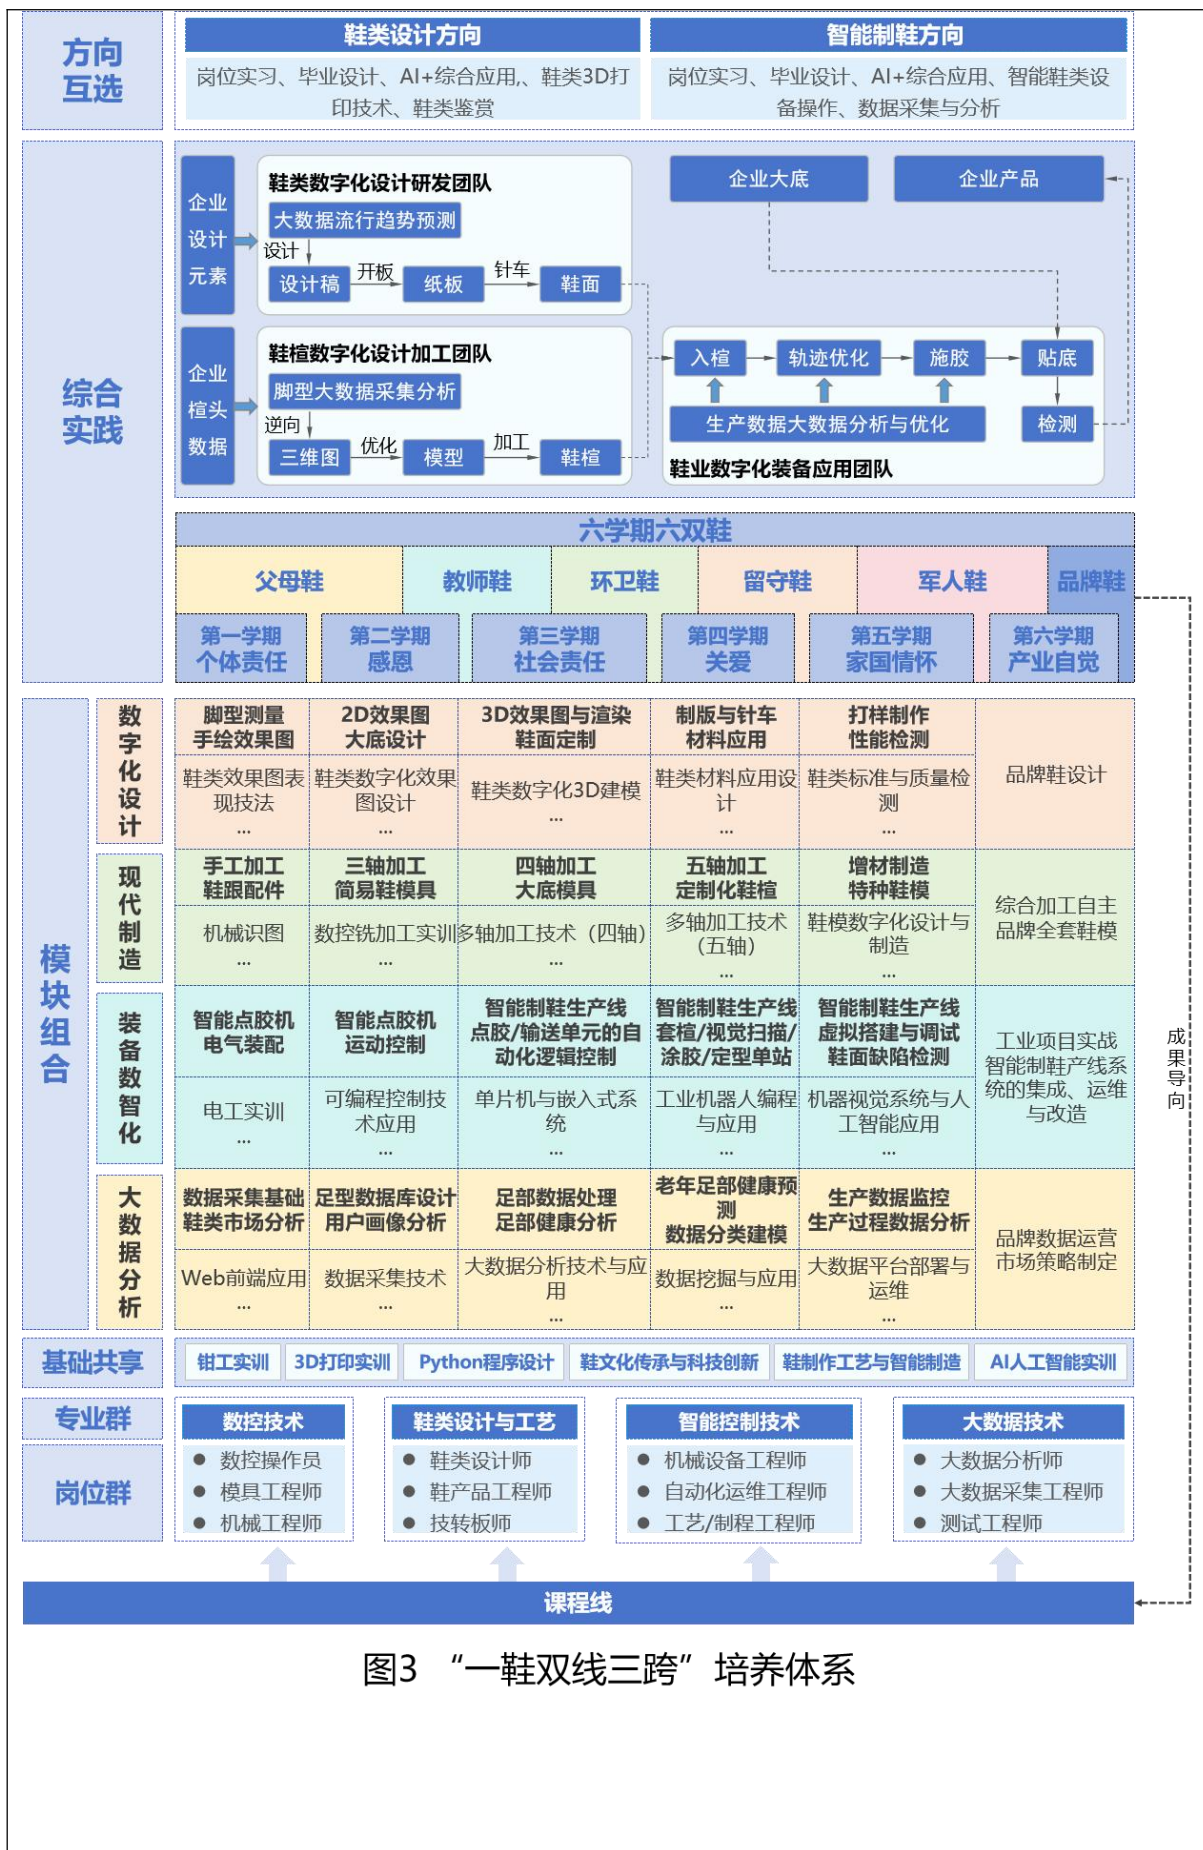 方向
互选
鞋类设计方向
岗位实习、毕业设计、AI+综合应用,、鞋类3D打
印技术、鞋类鉴赏
智能制鞋方向
岗位实习、毕业设计、AI+综合应用、智能鞋类设
备操作、数据采集与分析
综合
实践
企业
设计
元素
鞋类数字化设计研发团队
大数据流行趋势预测
设计
设计稿
开板
纸板
针车
鞋面
企业
楦头
数据
鞋楦数字化设计加工团队
脚型大数据采集分析
逆向
三维图
优化
模型
加工
鞋楦
企业大底
企业产品
入楦
轨迹优化
施胶
贴底
生产数据大数据分析与优化
检测
鞋业数字化装备应用团队
六学期六双鞋
父母鞋
教师鞋
环卫鞋
留守鞋
军人鞋
品牌鞋
第一学期
个体责任
第二学期
感恩
第三学期
社会责任
第四学期
关爱
第五学期
家国情怀
第六学期
产业自觉
模
块
组
合
数
字
化
设
计
脚型测量
手绘效果图
2D效果图
大底设计
3D效果图与渲染
鞋面定制
制版与针车
材料应用
打样制作
性能检测
鞋类效果图表
现技法
...
鞋类数字化效果
图设计
...
鞋类数字化3D建模
...
鞋类材料应用设
计
...
鞋类标准与质量检
测
...
品牌鞋设计
现
代
制
造
手工加工
鞋跟配件
三轴加工
简易鞋模具
四轴加工
大底模具
五轴加工
定制化鞋楦
增材制造
特种鞋模
机械识图
...
数控铣加工实训
...
多轴加工技术（四轴）
...
多轴加工技术
（五轴）
...
鞋模数字化设计与
制造
...
综合加工自主
品牌全套鞋模
装
备
数
智
化
智能点胶机
电气装配
智能点胶机
运动控制
智能制鞋生产线
点胶/输送单元的自
动化逻辑控制
智能制鞋生产线
套楦/视觉扫描/
涂胶/定型单站
智能制鞋生产线
虚拟搭建与调试
鞋面缺陷检测
电工实训
...
可编程控制技
术应用
...
单片机与嵌入式系
统
...
工业机器人编程
与应用
...
机器视觉系统与人
工智能应用
...
工业项目实战
智能制鞋产线系
统的集成、运维
与改造
大
数
据
分
析
数据采集基础
鞋类市场分析
足型数据库设计
用户画像分析
足部数据处理
足部健康分析
老年足部健康预
测
数据分类建模
生产数据监控
生产过程数据分析
Web前端应用
...
数据采集技术
...
大数据分析技术与应
用
...
数据挖掘与应用
...
大数据平台部署与
运维
...
品牌数据运营
市场策略制定
成
果
导
向
基础共享
钳工实训
3D打印实训
Python程序设计
鞋文化传承与科技创新
鞋制作工艺与智能制造
AI人工智能实训
专业群
数控技术
鞋类设计与工艺
智能控制技术
大数据技术
岗位群
● 数控操作员
● 模具工程师
● 机械工程师
● 鞋类设计师
● 鞋产品工程师
● 技转板师
● 机械设备工程师
● 自动化运维工程师
● 工艺/制程工程师
● 大数据分析师
● 大数据采集工程师
● 测试工程师
课程线
图3 “一鞋双线三跨”培养体系